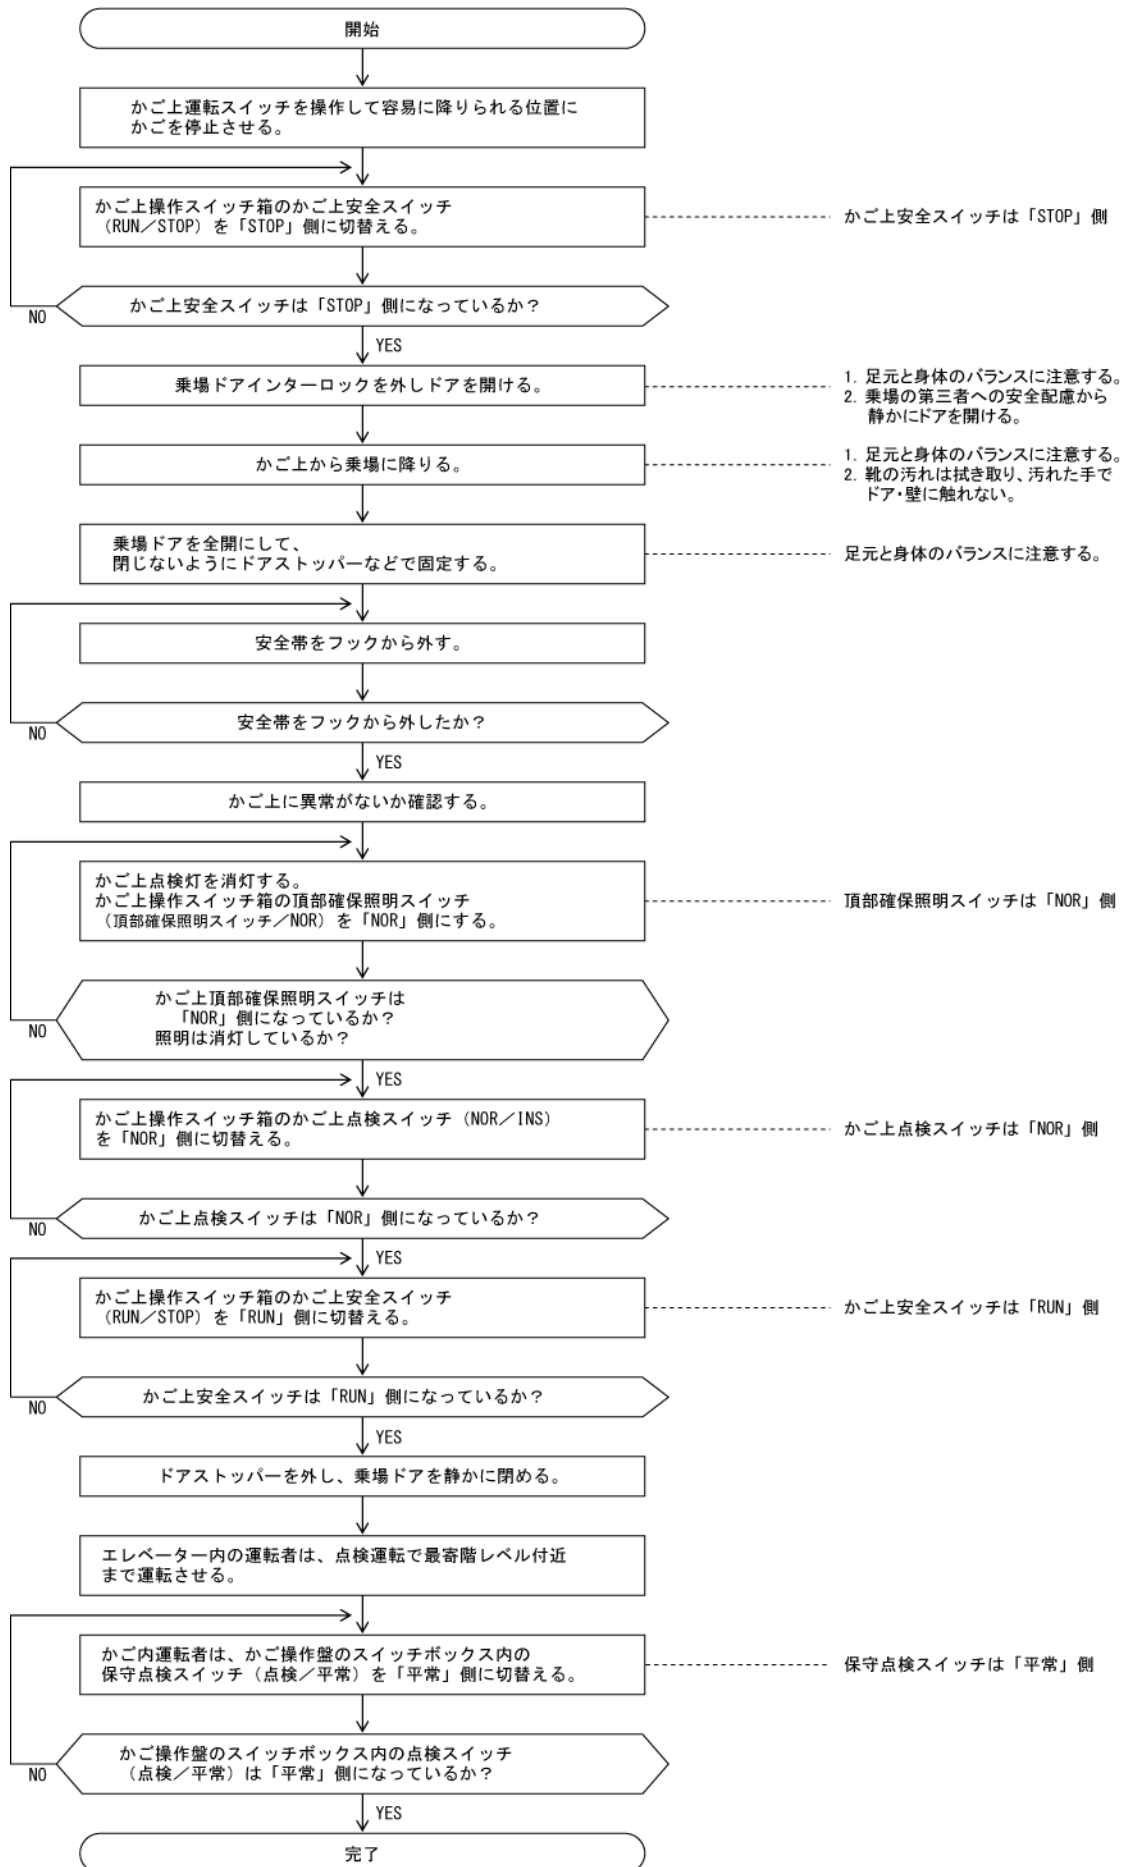 開始
かご上運転スイッチを操作して容易に降りられる位置に
かごを停止させる。
かご上操作スイッチ箱のかご上安全スイッチ
（RUN／STOP）を「STOP」側に切替える。
かご上安全スイッチは「STOP」側
かご上安全スイッチは「STOP」側になっているか？
NO
YES
乗場ドアインターロックを外しドアを開ける。
1. 足元と身体のバランスに注意する。
2. 乗場の第三者への安全配慮から
静かにドアを開ける。
かご上から乗場に降りる。
1. 足元と身体のバランスに注意する。
2. 靴の汚れは拭き取り、汚れた手で
ドア・壁に触れない。
乗場ドアを全開にして、
閉じないようにドアストッパーなどで固定する。
足元と身体のバランスに注意する。
安全帯をフックから外す。
安全帯をフックから外したか？
NO
YES
かご上に異常がないか確認する。
かご上点検灯を消灯する。
かご上操作スイッチ箱の頂部確保照明スイッチ
（頂部確保照明スイッチ／NOR）を「NOR」側にする。
頂部確保照明スイッチは「NOR」側
かご上頂部確保照明スイッチは
「NOR」側になっているか？
照明は消灯しているか？
NO
YES
かご上操作スイッチ箱のかご上点検スイッチ（NOR／INS）
を「NOR」側に切替える。
かご上点検スイッチは「NOR」側
かご上点検スイッチは「NOR」側になっているか？
NO
YES
かご上操作スイッチ箱のかご上安全スイッチ
（RUN／STOP）を「RUN」側に切替える。
かご上安全スイッチは「RUN」側
かご上安全スイッチは「RUN」側になっているか？
NO
YES
ドアストッパーを外し、乗場ドアを静かに閉める。
エレベーター内の運転者は、点検運転で最寄階レベル付近
まで運転させる。
かご内運転者は、かご操作盤のスイッチボックス内の
保守点検スイッチ（点検／平常）を「平常」側に切替える。
保守点検スイッチは「平常」側
かご操作盤のスイッチボックス内の点検スイッチ
（点検／平常）は「平常」側になっているか？
NO
YES
完了